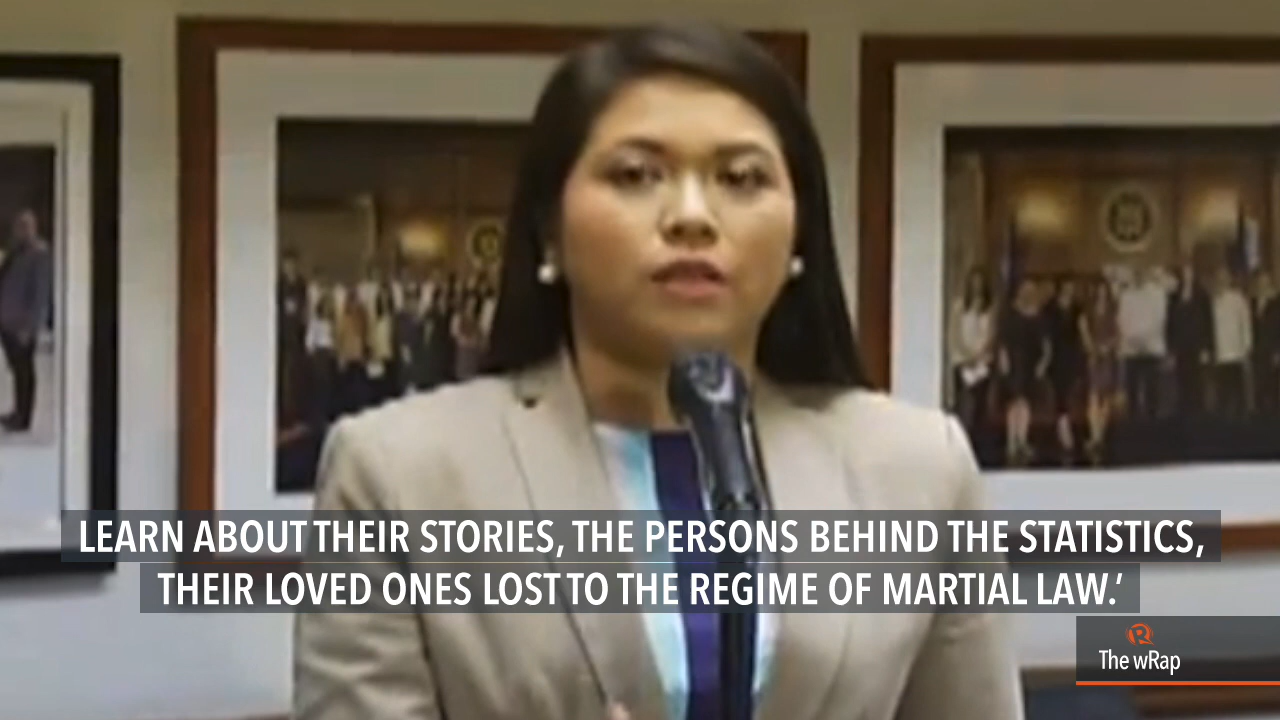 LEARN ABOUT THEIR STORIES, THE PERSONS BEHIND THE STATISTICS,
THEIR LOVED ONES LOST TO THE REGIME OF MARTIAL LAW.’
The wRap